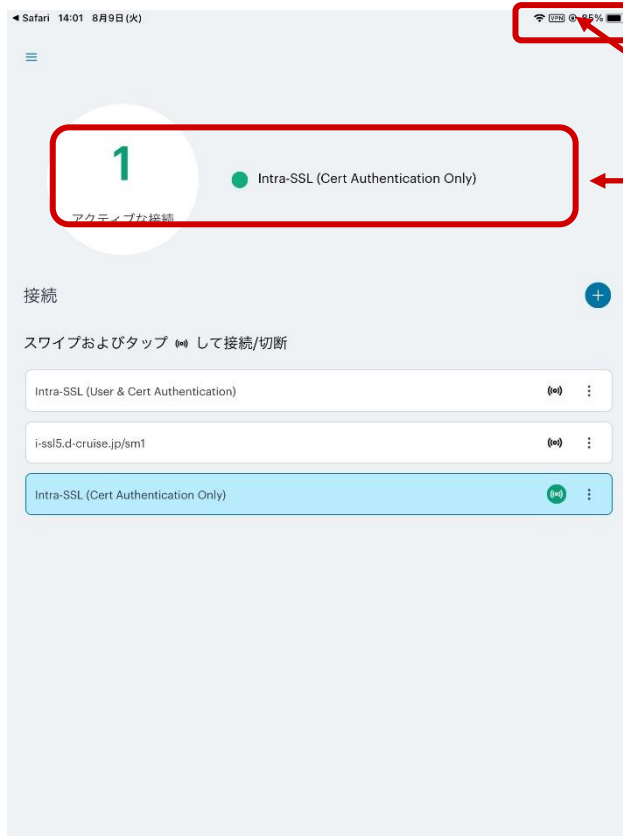 Safari 14:01 8月9日(火) VPN 85%
1
Intra-SSL (Cert Authentication Only)
アクティブな接続
接続
スワイプおよびタップ して接続/切断
Intra-SSL (User & Cert Authentication)
i-ssl5.d-cruise.jp/sm1
Intra-SSL (Cert Authentication Only)